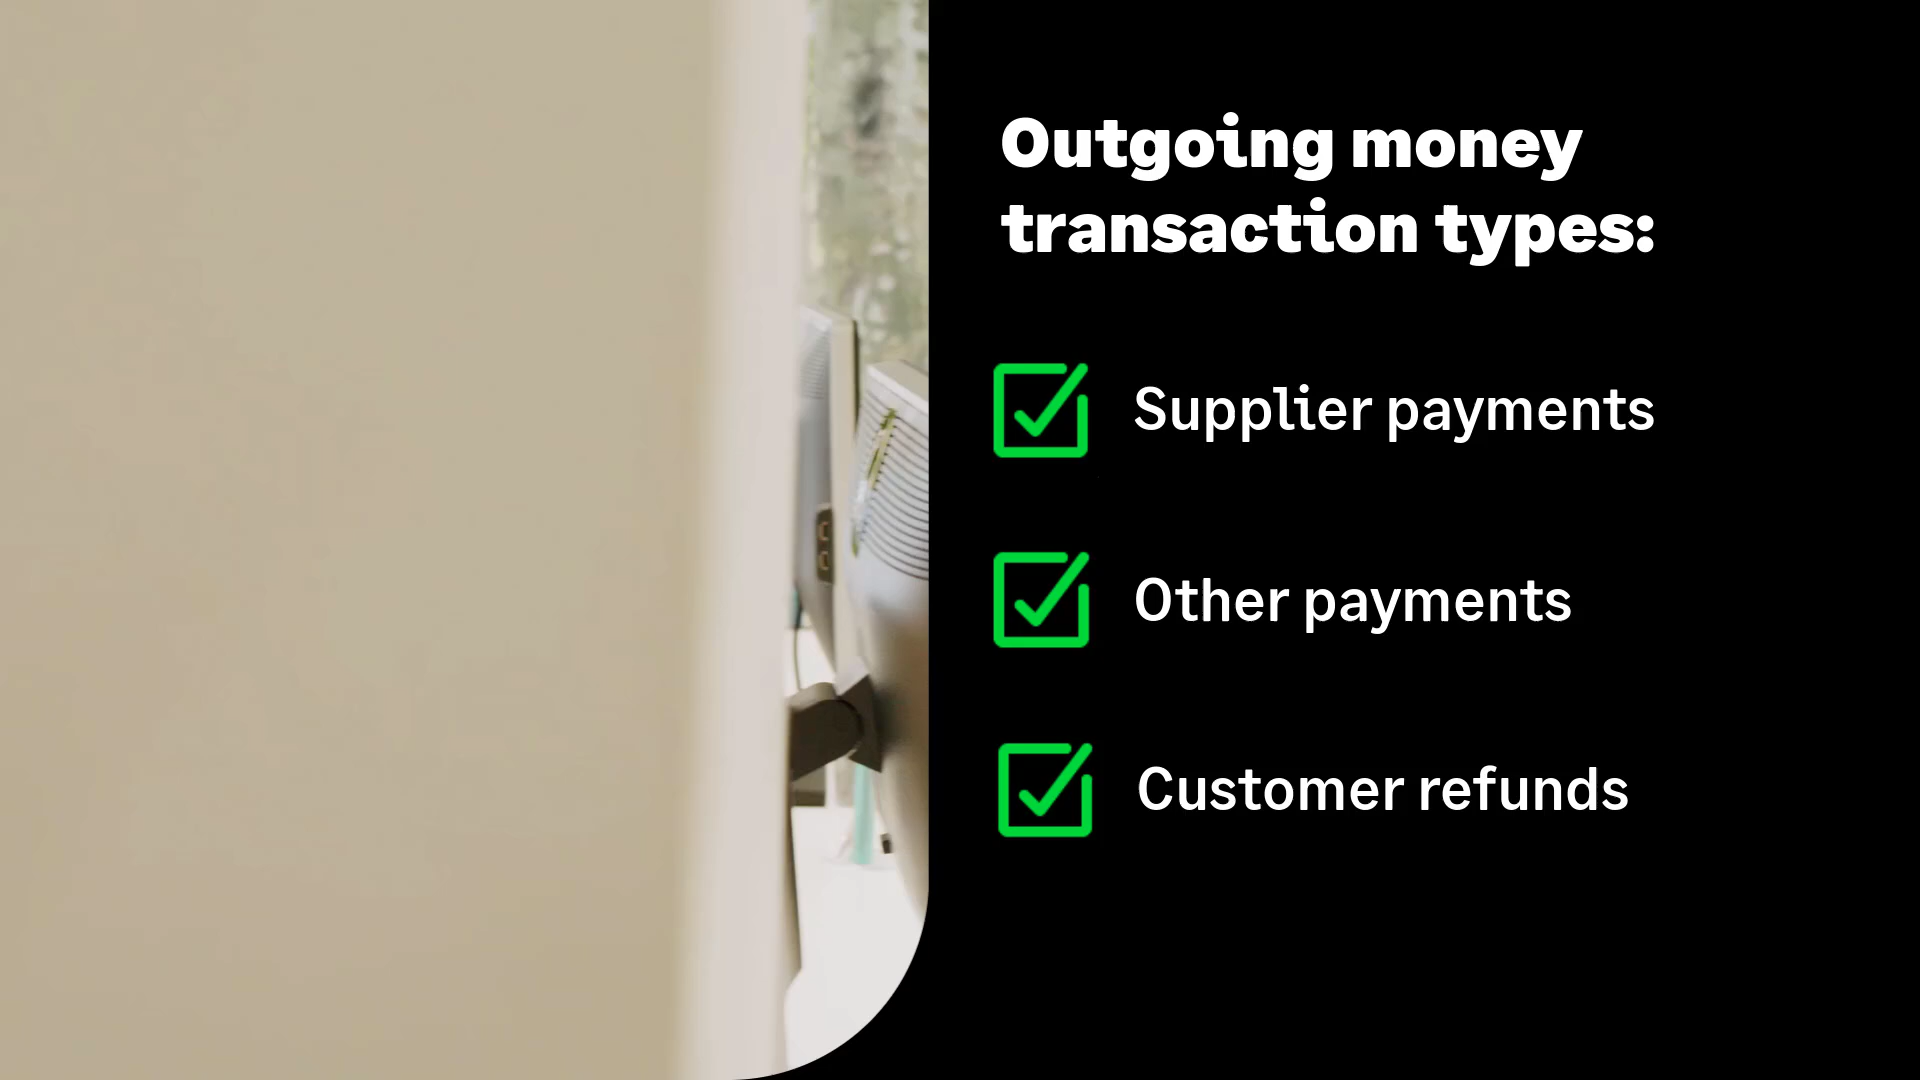 Outgoing money
transaction types:
Supplier payments
Other payments
Customer refunds